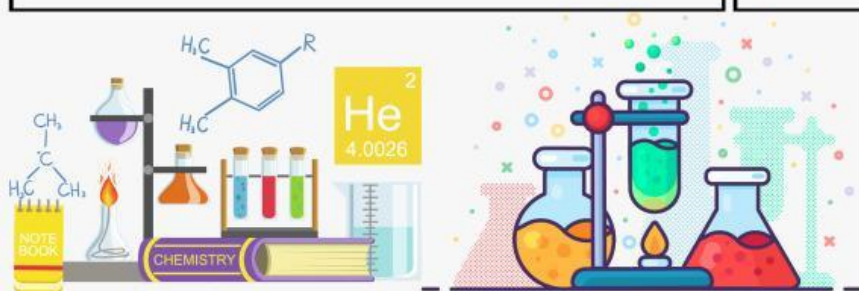 H₃C
R
H₃C
2
He
4.0026
CH₃
C
H₃C
CH₃
NOTE
BOOK
CHEMISTRY